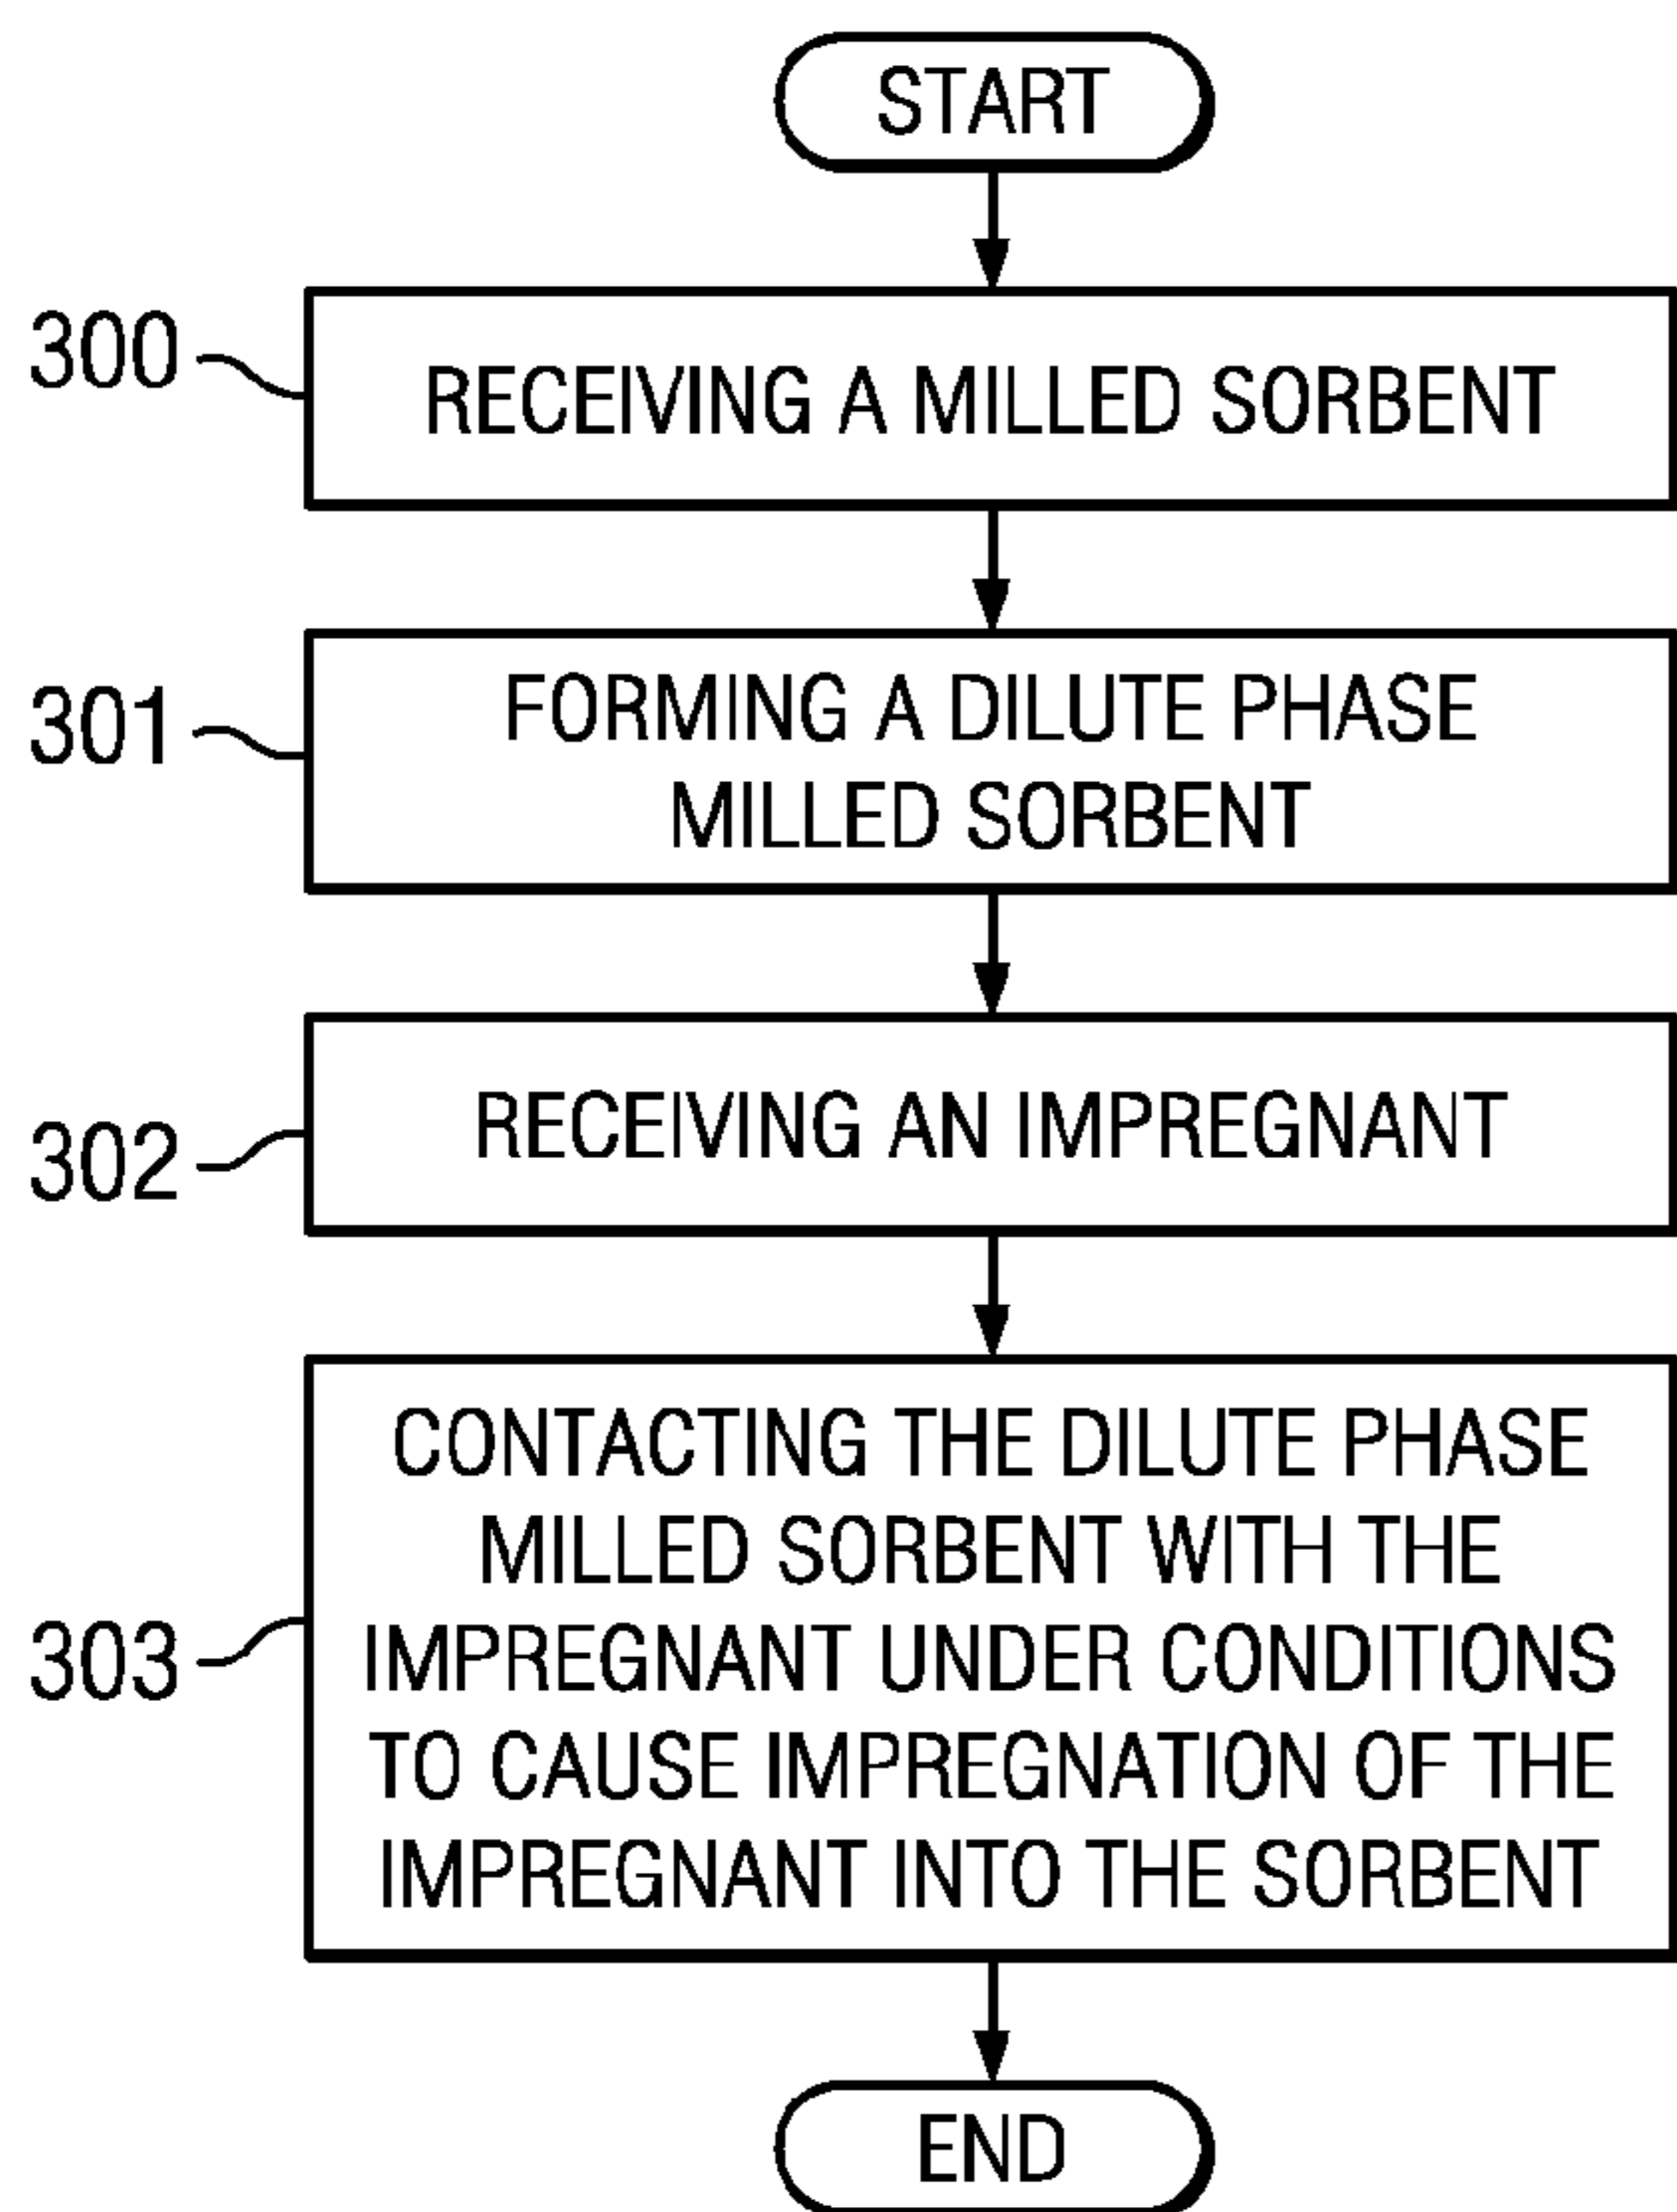 START
300
RECEIVING A MILLED SORBENT
301
FORMING A DILUTE PHASE
MILLED SORBENT
302
RECEIVING AN IMPREGNANT
303
CONTACTING THE DILUTE PHASE
MILLED SORBENT WITH THE
IMPREGNANT UNDER CONDITIONS
TO CAUSE IMPREGNATION OF THE
IMPREGNANT INTO THE SORBENT
END